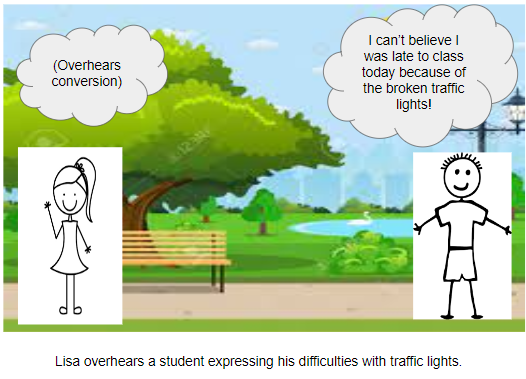 (Overhears
conversion)
I can't believe I
was late to class
today because of
the broken traffic
lights!
Lisa overhears a student expressing his difficulties with traffic lights.